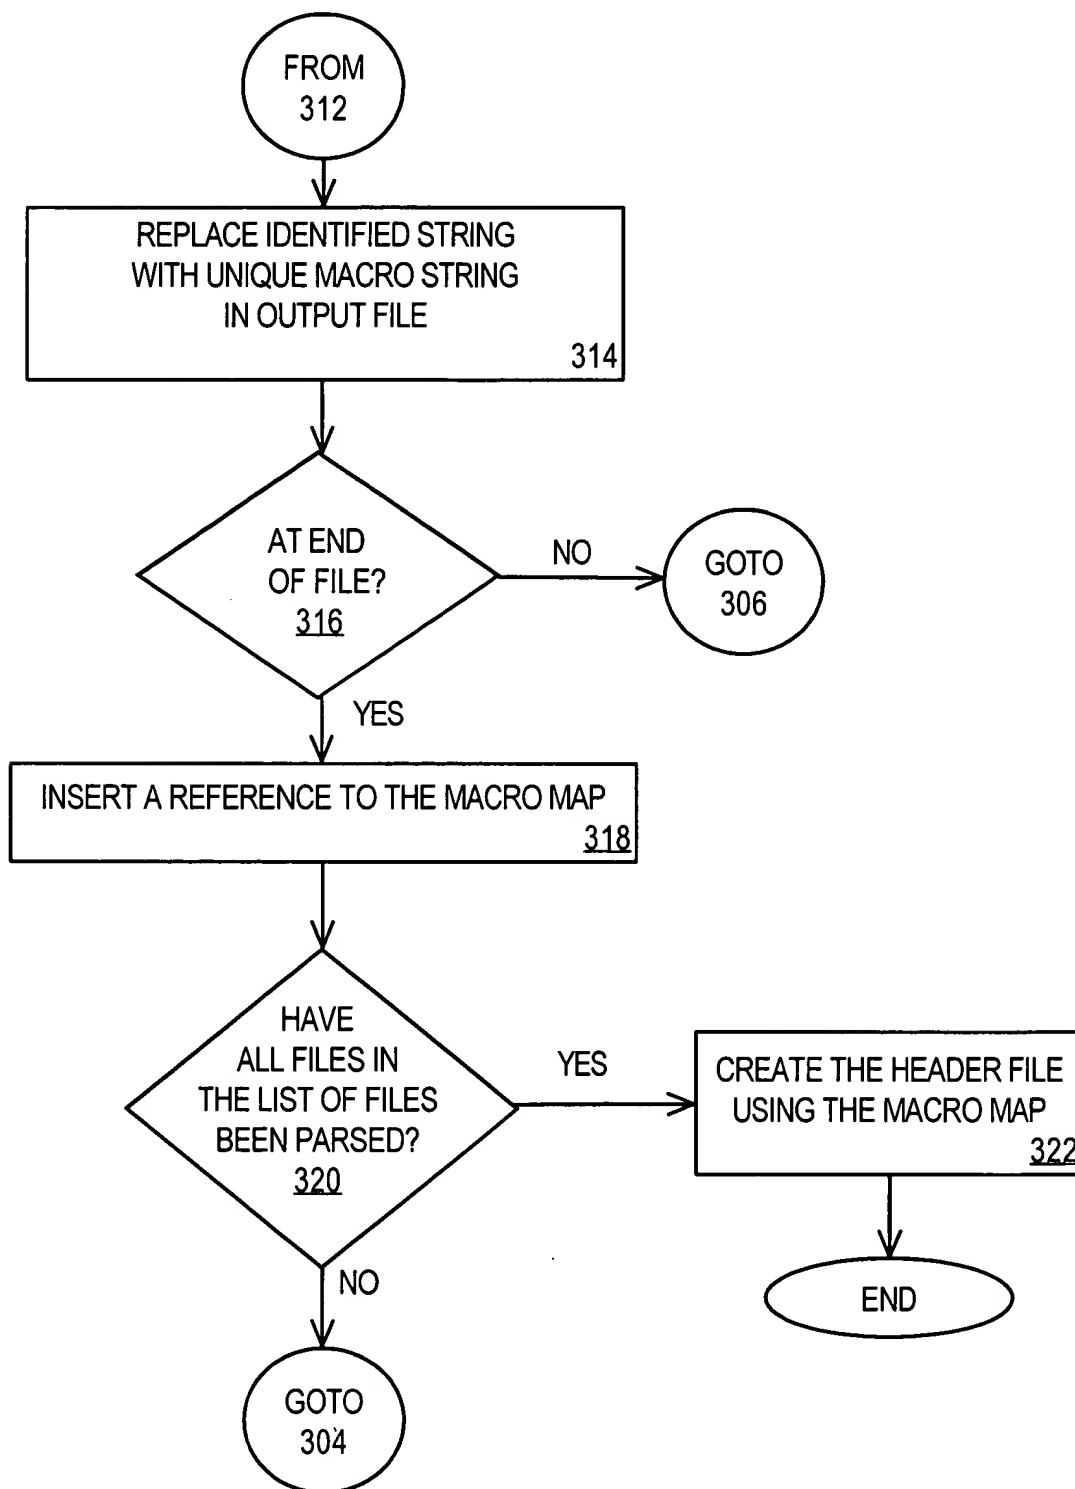 FROM
312
REPLACE IDENTIFIED STRING
WITH UNIQUE MACRO STRING
IN OUTPUT FILE
314
AT END
OF FILE?
316
NO
GOTO
306
YES
INSERT A REFERENCE TO THE MACRO MAP
318
HAVE
ALL FILES IN
THE LIST OF FILES
BEEN PARSED?
320
YES
CREATE THE HEADER FILE
USING THE MACRO MAP
322
END
NO
GOTO
304